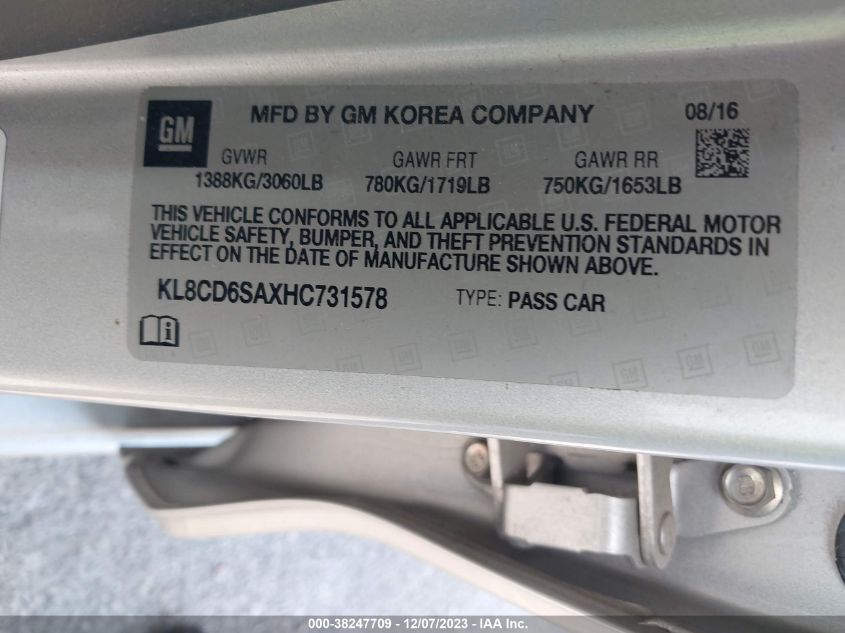 GM MFD BY GM KOREA COMPANY 08/16
GVWR GAWR FRT GAWR RR
1388KG/3060LB 780KG/1719LB 750KG/1653LB
THIS VEHICLE CONFORMS TO ALL APPLICABLE U.S. FEDERAL MOTOR
VEHICLE SAFETY, BUMPER, AND THEFT PREVENTION STANDARDS IN
EFFECT ON THE DATE OF MANUFACTURE SHOWN ABOVE.
KL8CD6SAXHC731578 TYPE: PASS CAR
000-38247709 - 12/07/2023 - IAA Inc.